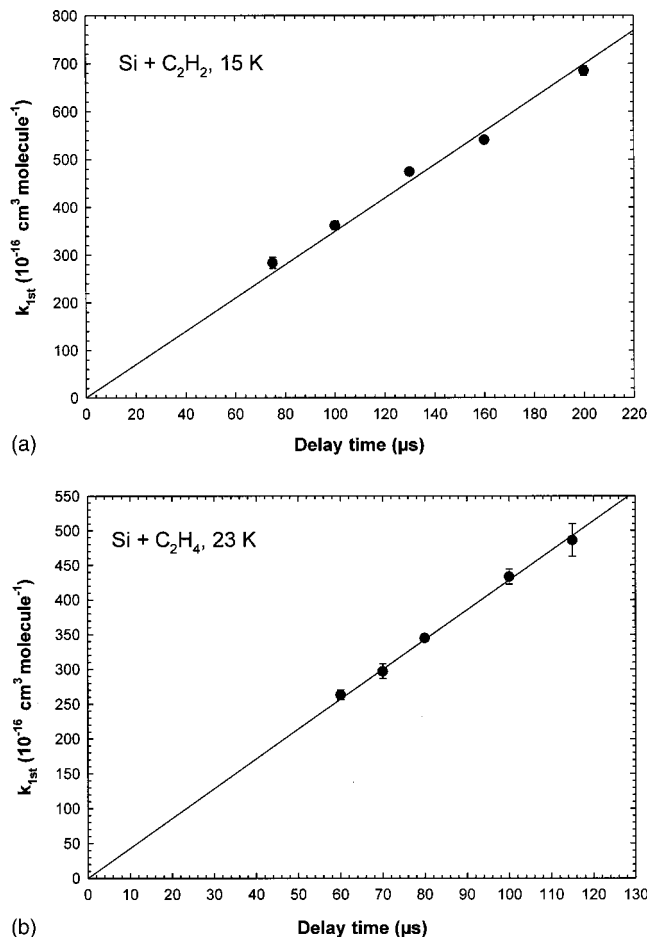 800
700
600
500
400
300
200
100
0
k1st (10-16 cm3 molecule-1)
Si + C2H2, 15 K
0 20 40 60 80 100 120 140 160 180 200 220
Delay time (µs)
(a)
550
500
450
400
350
300
250
200
150
100
50
0
k1st (10-16 cm3 molecule-1)
Si + C2H4, 23 K
0 10 20 30 40 50 60 70 80 90 100 110 120 130
Delay time (µs)
(b)